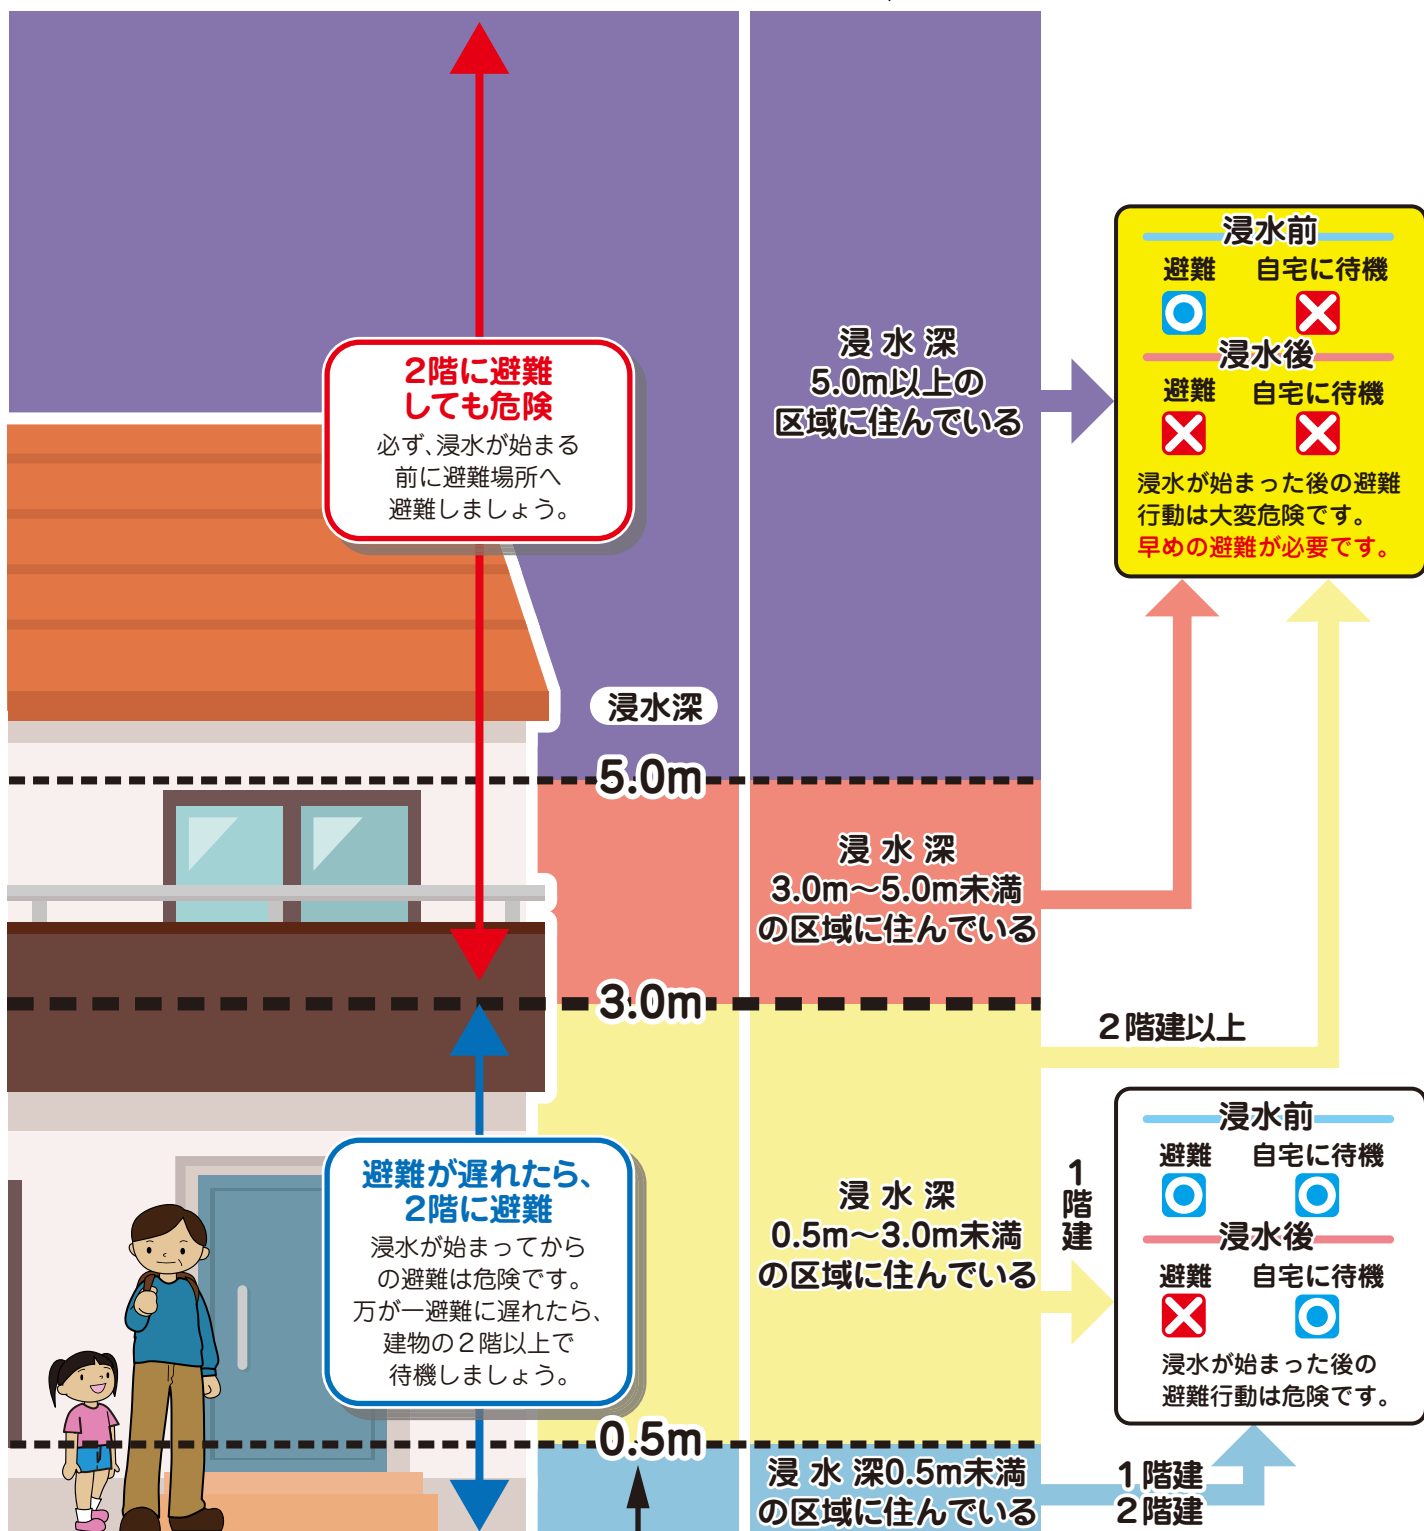 2階に避難
しても危険
必ず、浸水が始まる
前に避難場所へ
避難しましょう。
浸水深
5.0m
3.0m
避難が遅れたら、
2階に避難
浸水が始まってから
の避難は危険です。
万が一避難に遅れたら、
建物の2階以上で
待機しましょう。
0.5m
浸水深
5.0m以上の
区域に住んでいる
浸水深
3.0m〜5.0m未満
の区域に住んでいる
浸水深
0.5m〜3.0m未満
の区域に住んでいる
浸水深0.5m未満
の区域に住んでいる
浸水前
避難 自宅に待機
浸水後
避難 自宅に待機
浸水が始まった後の避難
行動は大変危険です。
早めの避難が必要です。
2階建以上
1階建
浸水前
避難 自宅に待機
浸水後
避難 自宅に待機
浸水が始まった後の
避難行動は危険です。
1階建
2階建